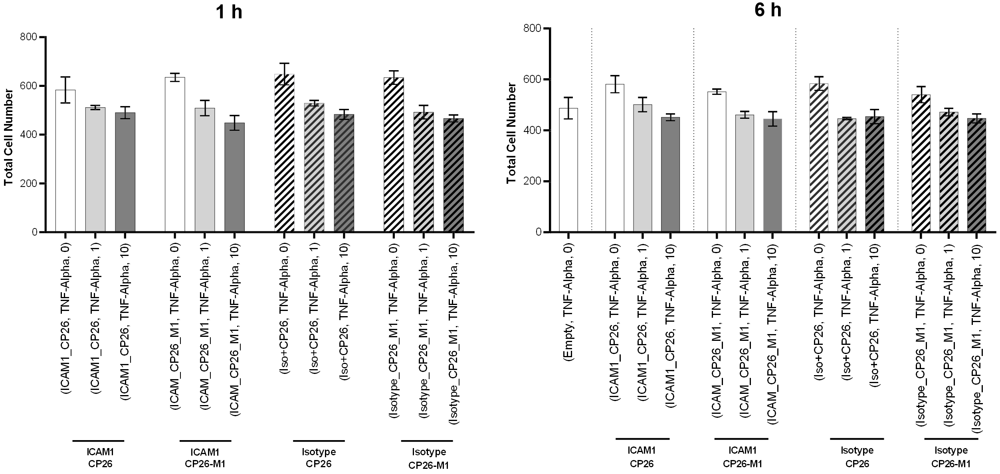 1 h
Total Cell Number
800
600
400
200
0
(ICAM1_CP26, TNF-Alpha, 0)
(ICAM1_CP26, TNF-Alpha, 1)
(ICAM1_CP26, TNF-Alpha, 10)
(ICAM_CP26_M1, TNF-Alpha, 0)
(ICAM_CP26_M1, TNF-Alpha, 1)
(ICAM_CP26_M1, TNF-Alpha, 10)
(Iso+CP26, TNF-Alpha, 0)
(Iso+CP26, TNF-Alpha, 1)
(Iso+CP26, TNF-Alpha, 10)
(Isotype_CP26_M1, TNF-Alpha, 0)
(Isotype_CP26_M1, TNF-Alpha, 1)
(Isotype_CP26_M1, TNF-Alpha, 10)
ICAM1
CP26
ICAM1
CP26-M1
Isotype
CP26
Isotype
CP26-M1
6 h
Total Cell Number
800
600
400
200
0
(Empty, TNF-Alpha, 0)
(ICAM1_CP26, TNF-Alpha, 0)
(ICAM1_CP26, TNF-Alpha, 1)
(ICAM1_CP26, TNF-Alpha, 10)
(ICAM_CP26_M1, TNF-Alpha, 0)
(ICAM_CP26_M1, TNF-Alpha, 1)
(ICAM_CP26_M1, TNF-Alpha, 10)
(Iso+CP26, TNF-Alpha, 0)
(Iso+CP26, TNF-Alpha, 1)
(Iso+CP26, TNF-Alpha, 10)
(Isotype_CP26_M1, TNF-Alpha, 0)
(Isotype_CP26_M1, TNF-Alpha, 1)
(Isotype_CP26_M1, TNF-Alpha, 10)
ICAM1
CP26
ICAM1
CP26-M1
Isotype
CP26
Isotype
CP26-M1